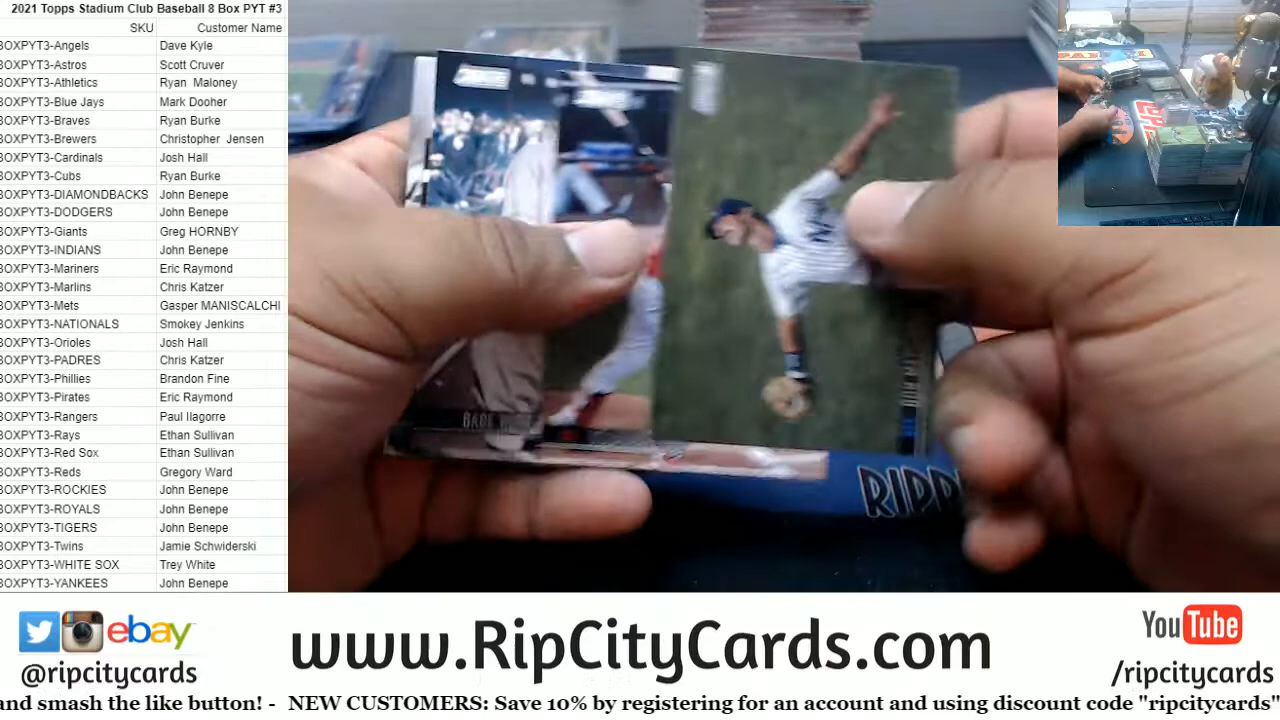 2021 Topps Stadium Club Baseball 8 Box PYT #3
SKU Customer Name
BOXPYT3-Angels Dave Kyle
BOXPYT3-Astros Scott Cruver
BOXPYT3-Athletics Ryan Maloney
BOXPYT3-Blue Jays Mark Dooher
BOXPYT3-Braves Ryan Burke
BOXPYT3-Brewers Christopher Jensen
BOXPYT3-Cardinals Josh Hall
BOXPYT3-Cubs Ryan Burke
BOXPYT3-DIAMONDBACKS John Benepe
BOXPYT3-DODGERS John Benepe
BOXPYT3-Giants Greg HORNBY
BOXPYT3-INDIANS John Benepe
BOXPYT3-Mariners Eric Raymond
BOXPYT3-Marlins Chris Katzer
BOXPYT3-Mets Gasper MANISCALCHI
BOXPYT3-NATIONALS Smokey Jenkins
BOXPYT3-Orioles Josh Hall
BOXPYT3-PADRES Chris Katzer
BOXPYT3-Phillies Brandon Fine
BOXPYT3-Pirates Eric Raymond
BOXPYT3-Rangers Paul Ilagorre
BOXPYT3-Rays Ethan Sullivan
BOXPYT3-Red Sox Ethan Sullivan
BOXPYT3-Reds Gregory Ward
BOXPYT3-ROCKIES John Benepe
BOXPYT3-ROYALS John Benepe
BOXPYT3-TIGERS John Benepe
BOXPYT3-Twins Jamie Schwiderski
BOXPYT3-WHITE SOX Trey White
BOXPYT3-YANKEES John Benepe
RIPP
ebay
@ripcitycards
www.RipCityCards.com
YouTube
/ripcitycards
and smash the like button! - NEW CUSTOMERS: Save 10% by registering for an account and using discount code "ripcitycards"